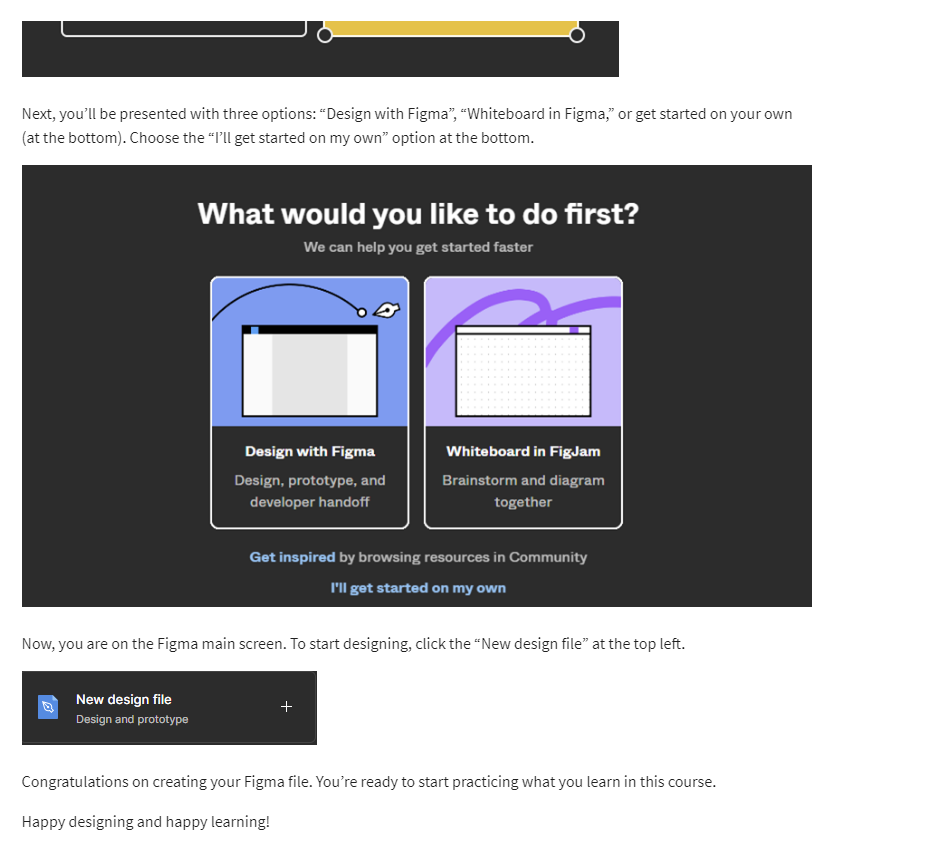 Next, you’ll be presented with three options: “Design with Figma”, “Whiteboard in Figma,” or get started on your own
(at the bottom). Choose the “I’ll get started on my own” option at the bottom.
What would you like to do first?
We can help you get started faster
Design with Figma
Design, prototype, and
developer handoff
Whiteboard in FigJam
Brainstorm and diagram
together
Get inspired by browsing resources in Community
I'll get started on my own
Now, you are on the Figma main screen. To start designing, click the “New design file” at the top left.
New design file
Design and prototype
Congratulations on creating your Figma file. You’re ready to start practicing what you learn in this course.
Happy designing and happy learning!